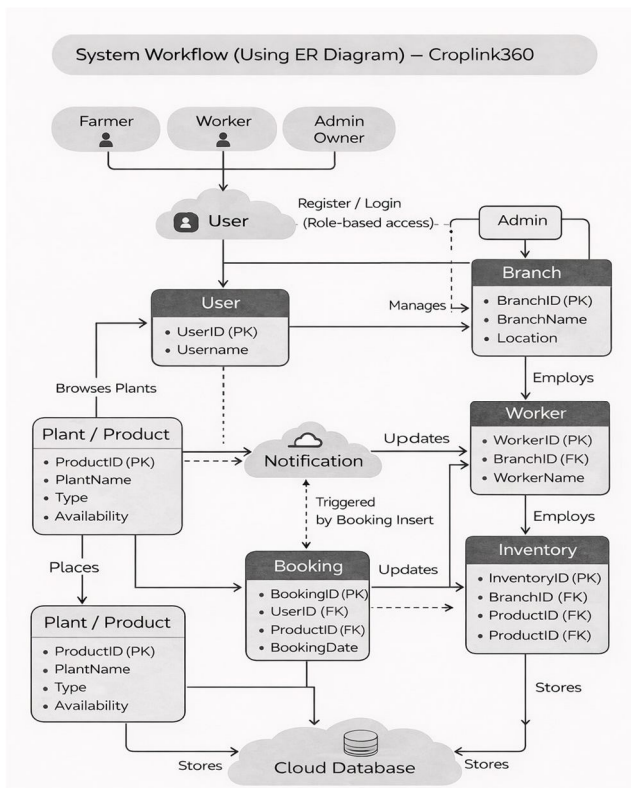 System Workflow (Using ER Diagram) – Croplink360
Farmer
Worker
Admin
Owner
User
Register / Login
(Role-based access)
Admin
User
• UserID (PK)
• Username
Manages
Branch
• BranchID (PK)
• BranchName
• Location
Browses Plants
Employs
Plant / Product
• ProductID (PK)
• PlantName
• Type
• Availability
Notification
Updates
Worker
• WorkerID (PK)
• BranchID (FK)
• WorkerName
Triggered
by Booking Insert
Employs
Places
Booking
• BookingID (PK)
• UserID (FK)
• ProductID (FK)
• BookingDate
Updates
Inventory
• InventoryID (PK)
• BranchID (FK)
• ProductID (FK)
• ProductID (FK)
Plant / Product
• ProductID (PK)
• PlantName
• Type
• Availability
Stores
Stores
Cloud Database
Stores